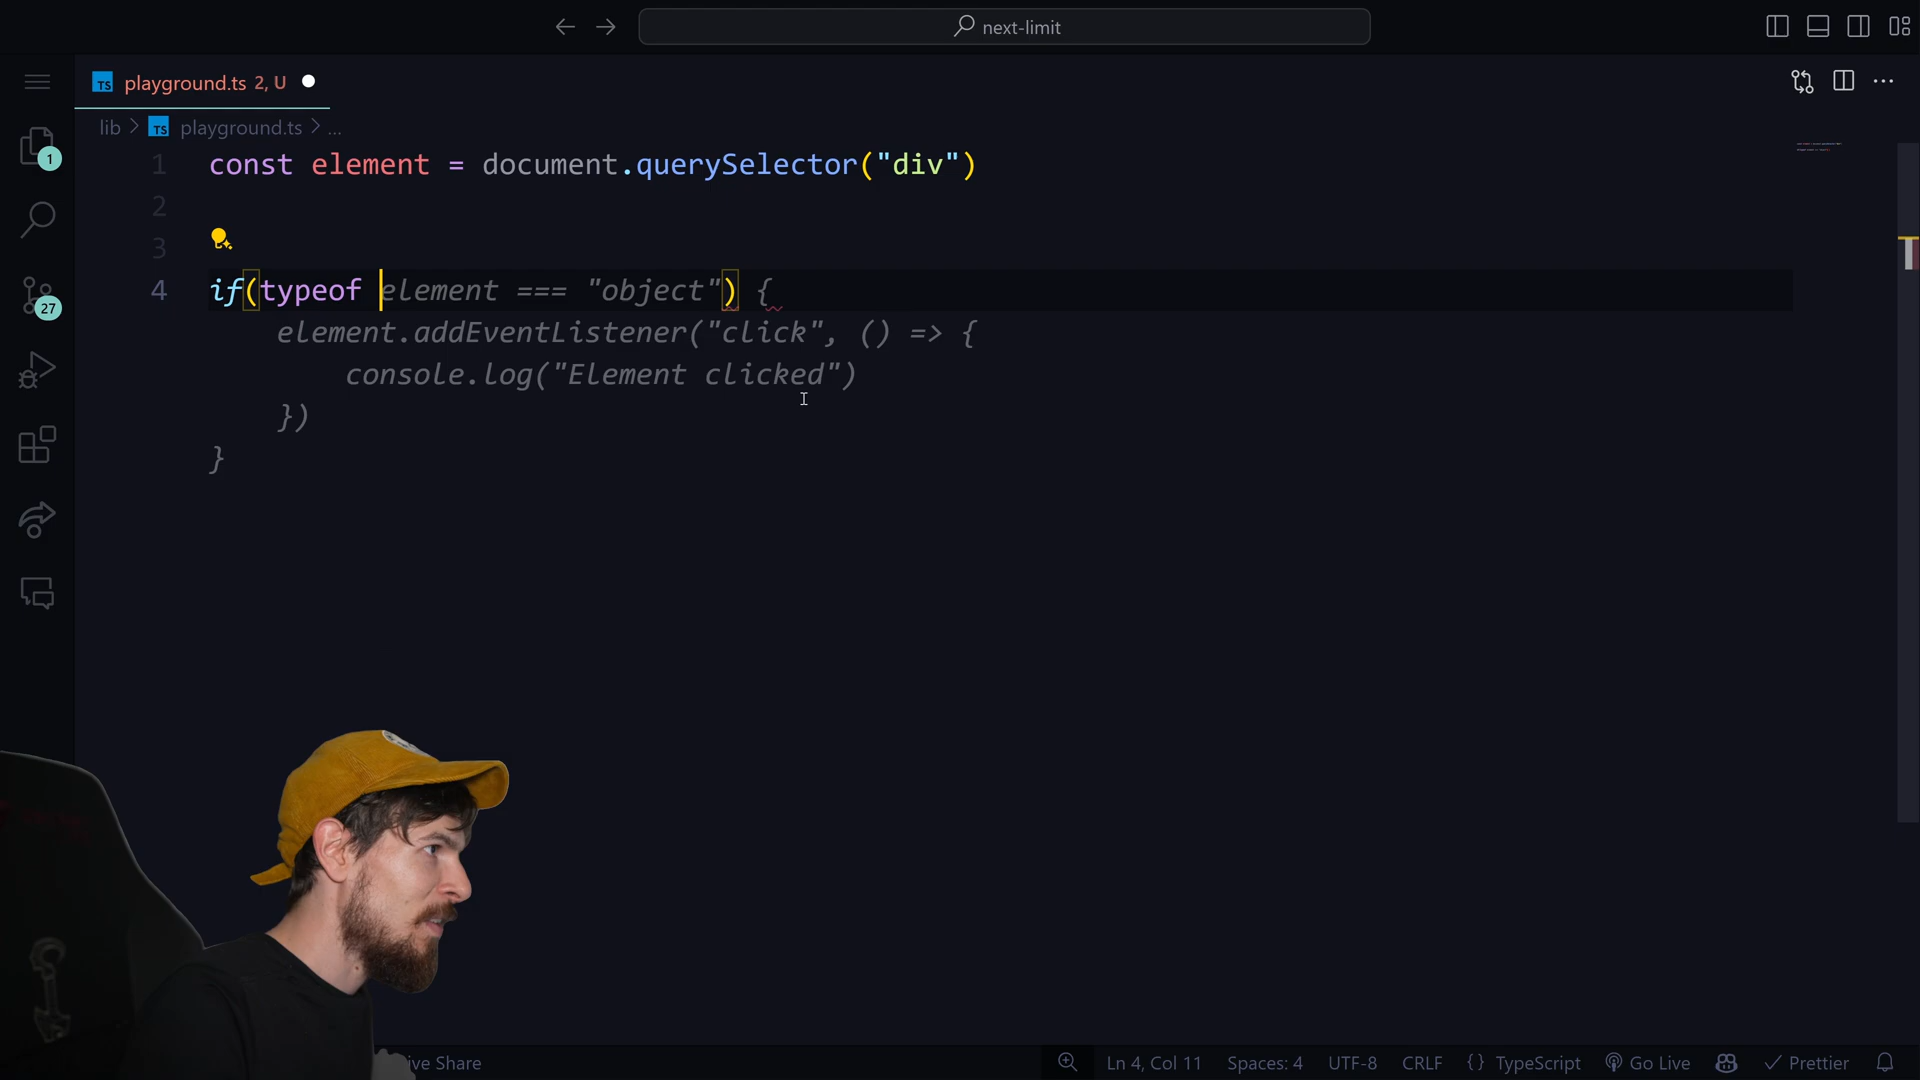 next-limit
TS playground.ts 2, U
lib > TS playground.ts > ...
1 const element = document.querySelector("div")
2
3
4 if(typeof element === "object") {
element.addEventListener("click", () => {
console.log("Element clicked")
})
}
1
27
ive Share
Ln 4, Col 11 Spaces: 4 UTF-8 CRLF {} TypeScript Go Live Prettier